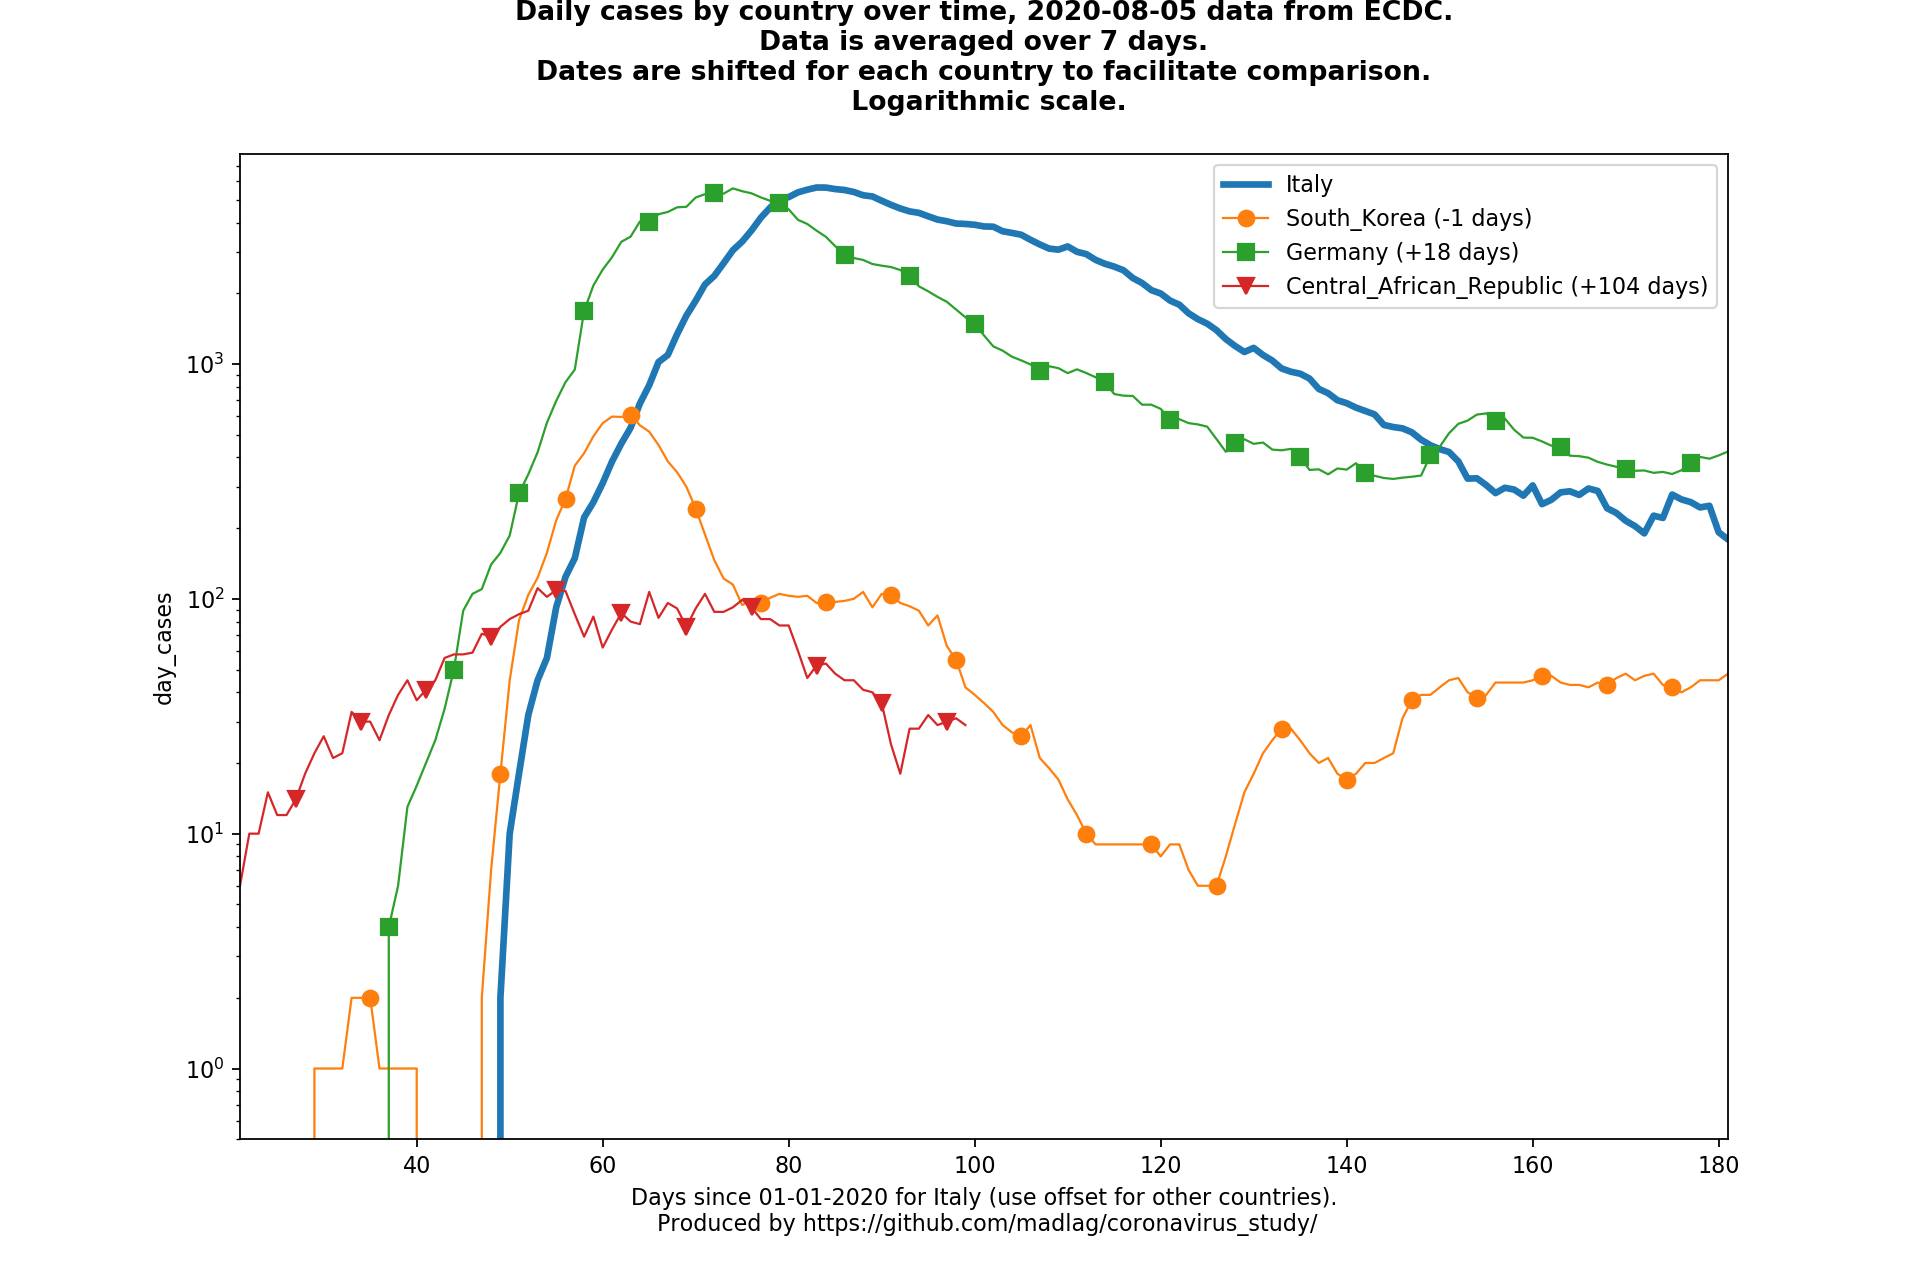 Daily cases by country over time, 2020-08-05 data from ECDC.
Data is averaged over 7 days.
Dates are shifted for each country to facilitate comparison.
Logarithmic scale.
Italy
South_Korea (-1 days)
Germany (+18 days)
Central_African_Republic (+104 days)
day_cases
10³
10²
10¹
10⁰
40 60 80 100 120 140 160 180
Days since 01-01-2020 for Italy (use offset for other countries).
Produced by https://github.com/madlag/coronavirus_study/